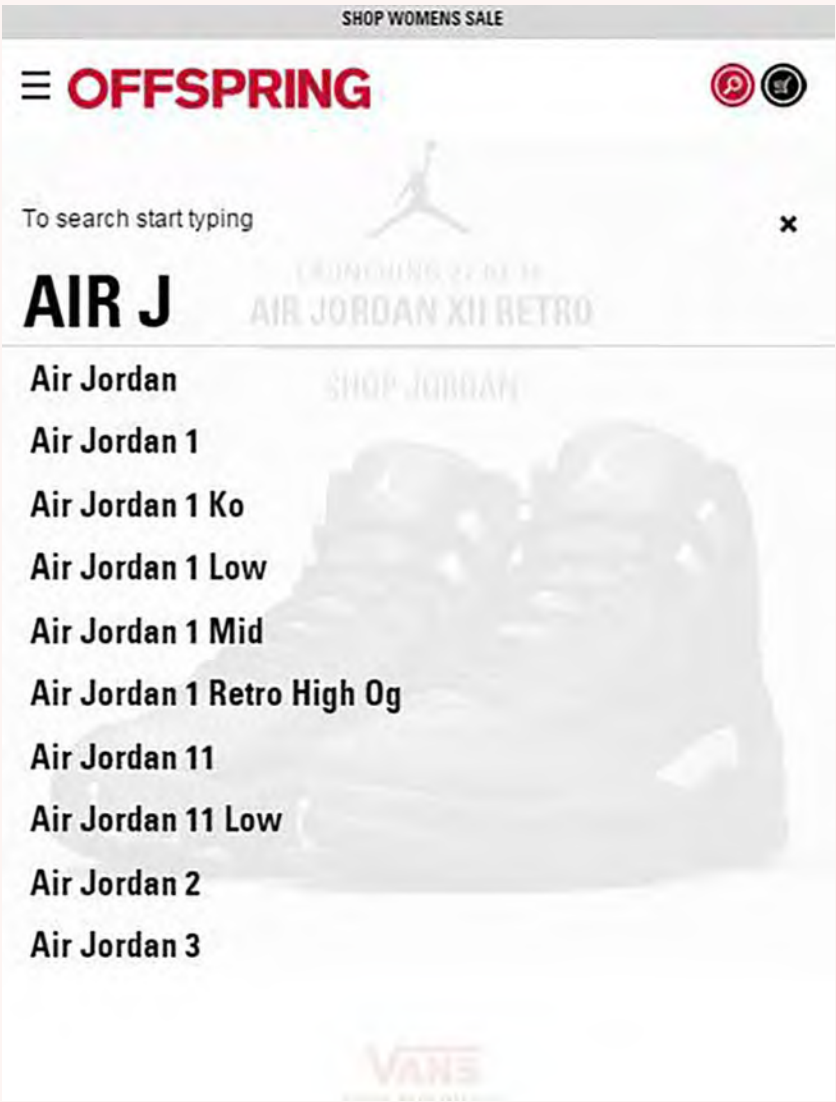 SHOP WOMENS SALE
OFFSPRING
To search start typing
AIR J
AIR JORDAN XII RETRO
SHOP JORDAN
Air Jordan
Air Jordan 1
Air Jordan 1 Ko
Air Jordan 1 Low
Air Jordan 1 Mid
Air Jordan 1 Retro High Og
Air Jordan 11
Air Jordan 11 Low
Air Jordan 2
Air Jordan 3
VANS